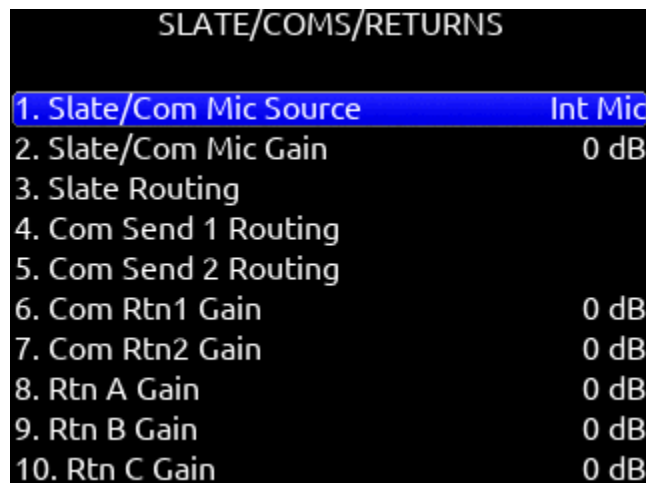 SLATE/COMS/RETURNS
1. Slate/Com Mic Source Int Mic
2. Slate/Com Mic Gain 0 dB
3. Slate Routing
4. Com Send 1 Routing
5. Com Send 2 Routing
6. Com Rtn1 Gain 0 dB
7. Com Rtn2 Gain 0 dB
8. Rtn A Gain 0 dB
9. Rtn B Gain 0 dB
10. Rtn C Gain 0 dB